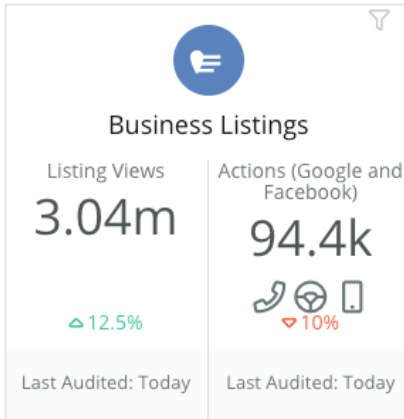 Business Listings
Listing Views
3.04m
12.5%
Last Audited: Today
Actions (Google and
Facebook)
94.4k
10%
Last Audited: Today